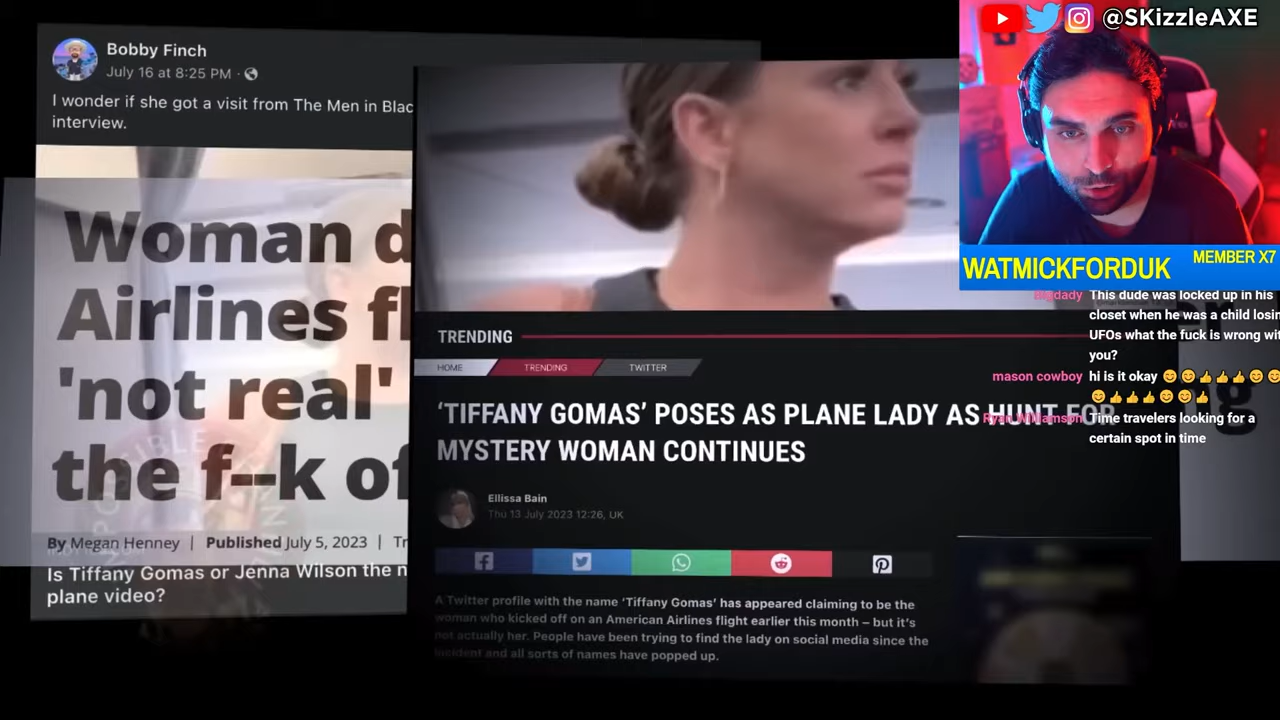 @SKizzleAXE
Bobby Finch
July 16 at 8:25 PM ·
I wonder if she got a visit from The Men in Blac
interview.
Woman d
Airlines fl
'not real'
the f--k of
By Megan Henney | Published July 5, 2023 | Tr
Is Tiffany Gomas or Jenna Wilson the n
plane video?
TRENDING
HOME TRENDING TWITTER
‘TIFFANY GOMAS’ POSES AS PLANE LADY AS HUNT FOR
MYSTERY WOMAN CONTINUES
Ellissa Bain
Thu 13 July 2023 12:26, UK
A Twitter profile with the name ‘Tiffany Gomas’ has appeared claiming to be the
woman who kicked off on an American Airlines flight earlier this month – but it’s
not actually her. People have been trying to find the lady on social media since the
incident and all sorts of names have popped up.
WATMICKFORDUK MEMBER X7
This dude was locked up in his
closet when he was a child losin
UFOs what the fuck is wrong wit
you?
mason cowboy hi is it okay 😊😊👍👍👍😊😊
😊👍👍👍😊😊👍
Ryan Williamson Time travelers looking for a
certain spot in time